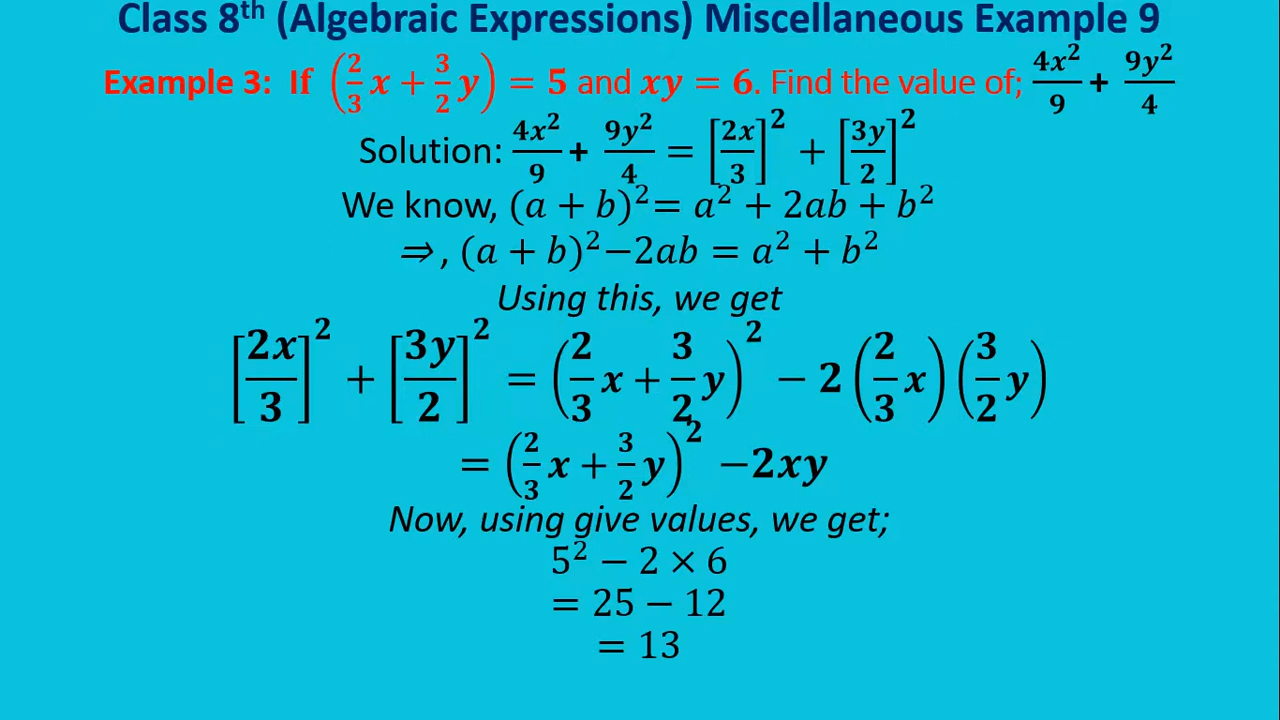 Class 8th (Algebraic Expressions) Miscellaneous Example 9
Example 3: If (2/3 x + 3/2 y) = 5 and xy = 6. Find the value of; 4x²/9 + 9y²/4
Solution: 4x²/9 + 9y²/4 = [2x/3]² + [3y/2]²
We know, (a + b)²= a² + 2ab + b²
⇒, (a + b)²−2ab = a² + b²
Using this, we get
[2x/3]² + [3y/2]² = (2/3 x + 3/2 y)² − 2 (2/3 x) (3/2 y)
= (2/3 x + 3/2 y)² −2xy
Now, using give values, we get;
5² − 2 × 6
= 25 − 12
= 13